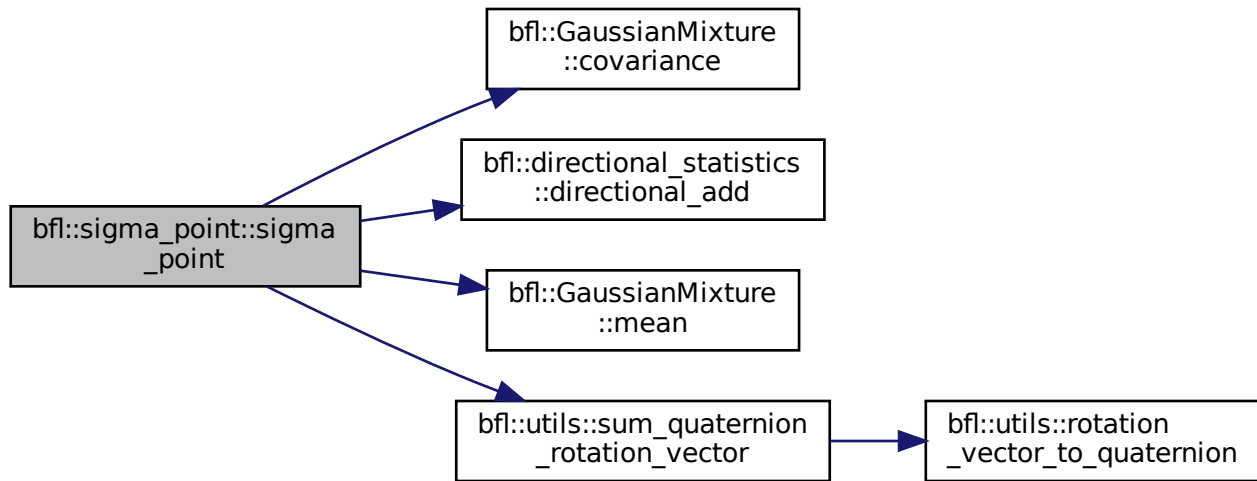 bfl::GaussianMixture
::covariance
bfl::directional_statistics
::directional_add
bfl::sigma_point::sigma
_point
bfl::GaussianMixture
::mean
bfl::utils::sum_quaternion
_rotation_vector
bfl::utils::rotation
_vector_to_quaternion